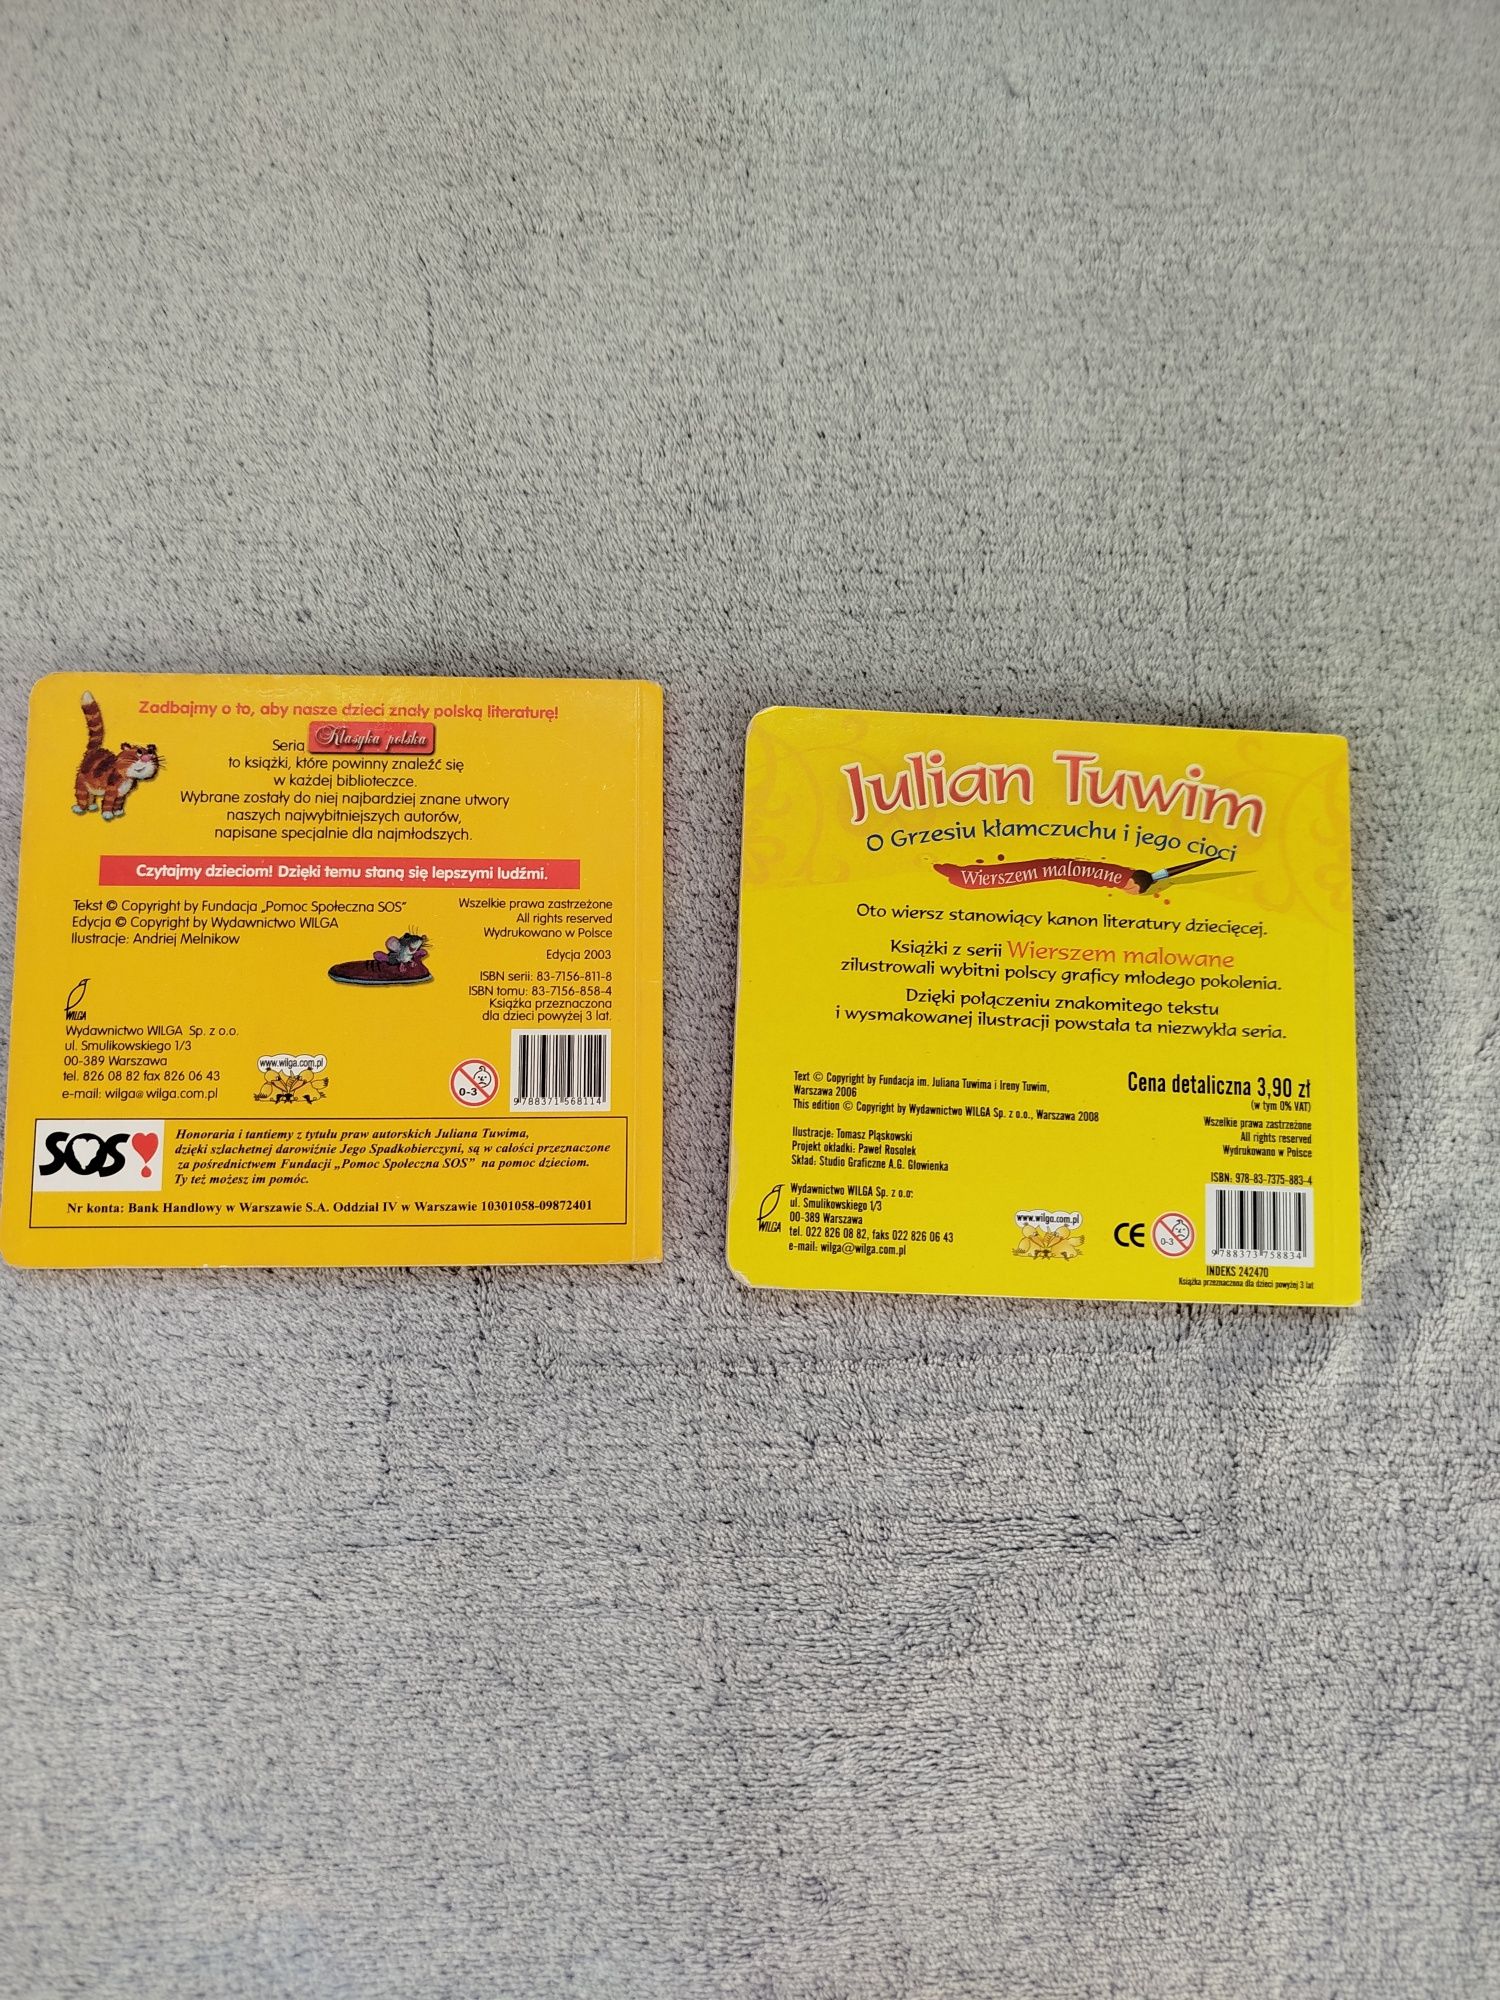 Zadbajmy o to, aby nasze dzieci znały polską literaturę!
Seria Klasyka polska
to książki, które powinny znaleźć się
w każdej biblioteczce.
Wybrane zostały do niej najbardziej znane utwory
naszych najwybitniejszych autorów,
napisane specjalnie dla najmłodszych.
Czytajmy dzieciom! Dzięki temu staną się lepszymi ludźmi.
Tekst © Copyright by Fundacja „Pomoc Społeczna SOS”
Edycja © Copyright by Wydawnictwo WILGA
Ilustracje: Andriej Melnikow
Wszelkie prawa zastrzeżone
All rights reserved
Wydrukowano w Polsce
Edycja 2003
ISBN serii: 83-7156-811-8
ISBN tomu: 83-7156-858-4
Książka przeznaczona
dla dzieci powyżej 3 lat.
WILGA
Wydawnictwo WILGA Sp. z o.o.
ul. Smulikowskiego 1/3
00-389 Warszawa
tel. 826 08 82 fax 826 06 43
e-mail: wilga@wilga.com.pl
www.wilga.com.pl
0-3
9 788371 568114
SOS
Honoraria i tantiemy z tytułu praw autorskich Juliana Tuwima,
dzięki szlachetnej darowiźnie Jego Spadkobierczyni, są w całości przeznaczone
za pośrednictwem Fundacji „Pomoc Społeczna SOS” na pomoc dzieciom.
Ty też możesz im pomóc.
Nr konta: Bank Handlowy w Warszawie S.A. Oddział IV w Warszawie 10301058-09872401
Julian Tuwim
O Grzesiu kłamczuchu i jego cioci
Wierszem malowane
Oto wiersz stanowiący kanon literatury dziecięcej.
Książki z serii Wierszem malowane
zilustrowali wybitni polscy graficy młodego pokolenia.
Dzięki połączeniu znakomitego tekstu
i wysmakowanej ilustracji powstała ta niezwykła seria.
Text © Copyright by Fundacja im. Juliana Tuwima i Ireny Tuwim,
Warszawa 2006
This edition © Copyright by Wydawnictwo WILGA Sp. z o.o., Warszawa 2008
Ilustracje: Tomasz Pląskowski
Projekt okładki: Paweł Rosołek
Skład: Studio Graficzne A.G. Głowienka
Cena detaliczna 3,90 zł
(w tym 0% VAT)
Wszelkie prawa zastrzeżone
All rights reserved
Wydrukowano w Polsce
ISBN: 978-83-7375-883-4
WILGA
Wydawnictwo WILGA Sp. z o.o.
ul. Smulikowskiego 1/3
00-389 Warszawa
tel. 022 826 08 82, faks 022 826 06 43
e-mail: wilga@wilga.com.pl
www.wilga.com.pl
CE
0-3
9 788373 758834
INDEKS 242470
Książka przeznaczona dla dzieci powyżej 3 lat